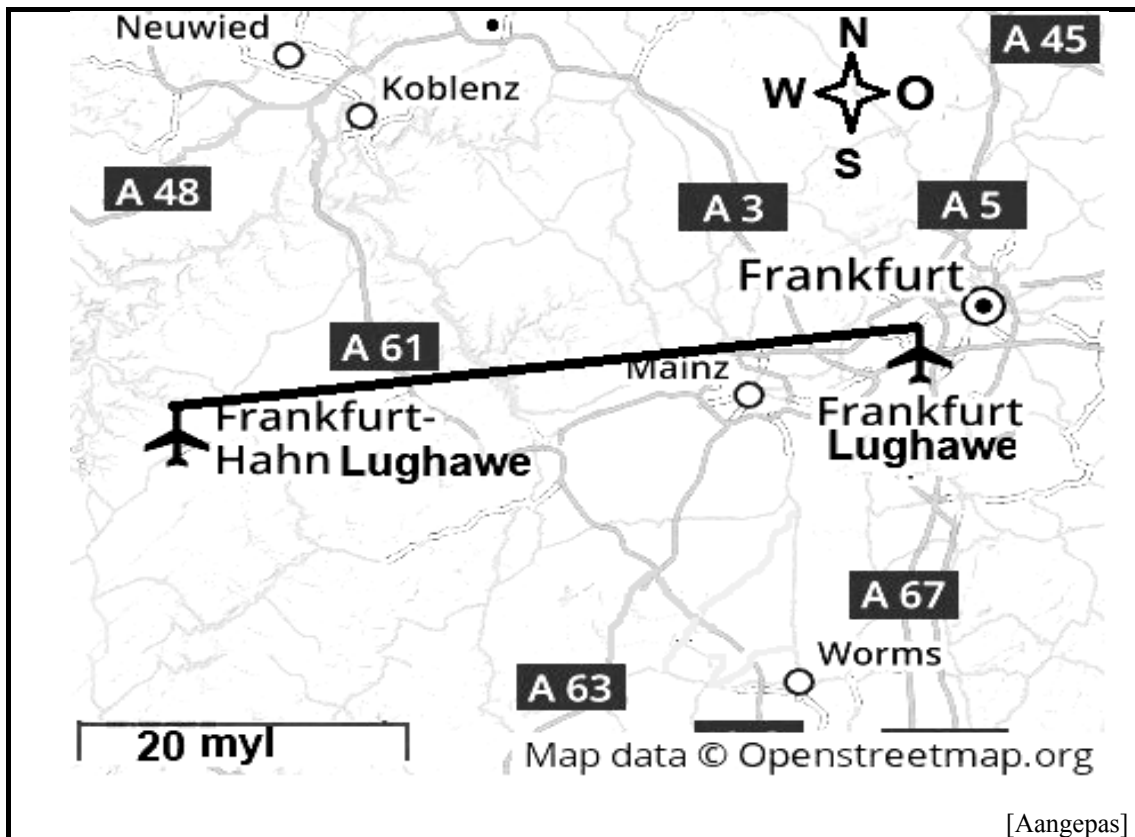 Neuwied
Koblenz
N
W O
S
A 45
A 48
A 3
A 5
Frankfurt
A 61
Mainz
Frankfurt-
Hahn Lughawe
Frankfurt
Lughawe
A 67
Worms
A 63
20 myl
Map data © Openstreetmap.org
[Aangepas]